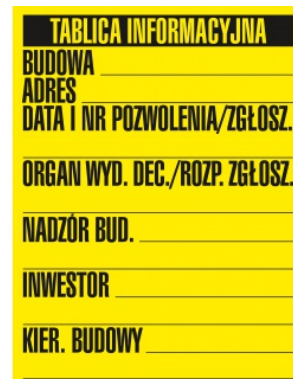 TABLICA INFORMACYJNA
BUDOWA
ADRES
DATA I NR POZWOLENIA/ZGŁOSZ.
ORGAN WYD. DEC./ROZP. ZGŁOSZ.
NADZÓR BUD.
INWESTOR
KIER. BUDOWY